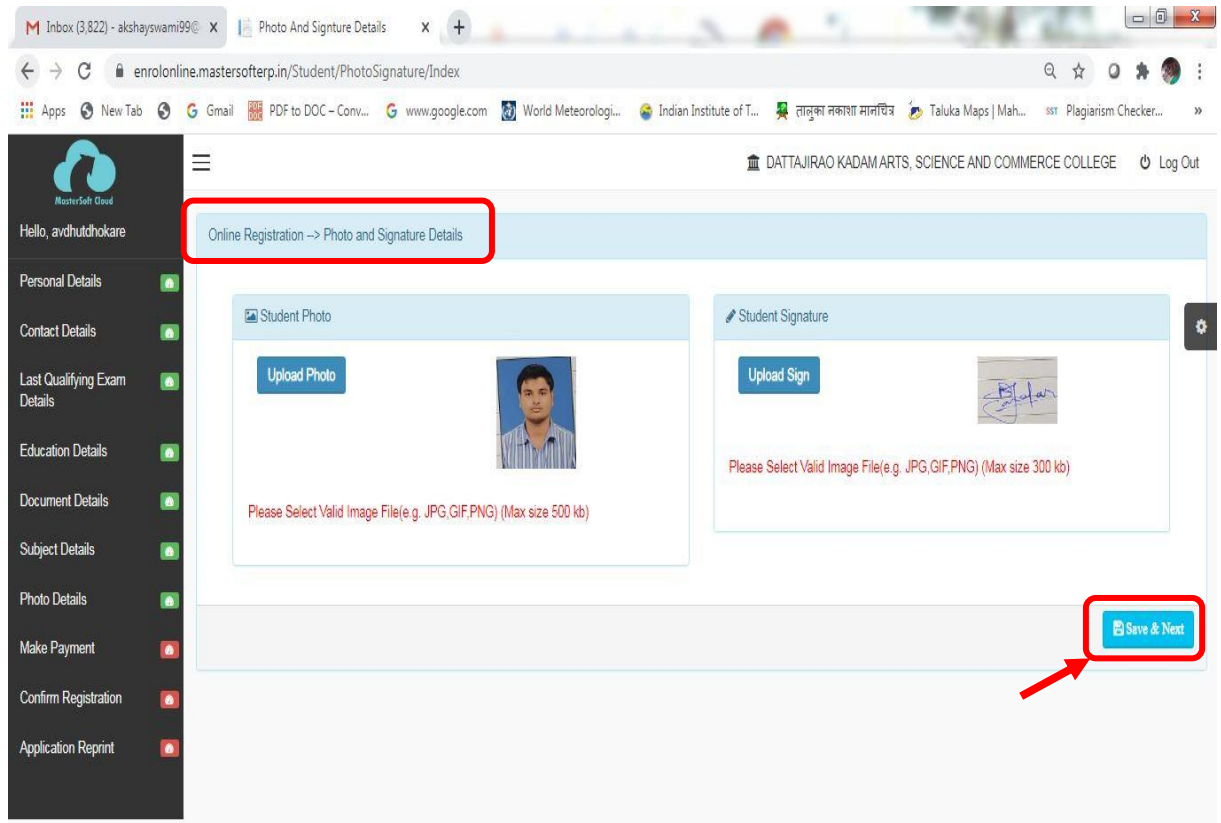 Inbox (3,822) - akshayswami99@
Photo And Signture Details
enrolonline.mastersofterp.in/Student/PhotoSignature/Index
Apps New Tab Gmail PDF to DOC – Conv... www.google.com World Meteorologi... Indian Institute of T... तालुका नकाशा मानचित्र Taluka Maps | Mah... SST Plagiarism Checker... »
MasterSoft Cloud
DATTAJIRAO KADAM ARTS, SCIENCE AND COMMERCE COLLEGE Log Out
Hello, avdhutdhokare
Online Registration --> Photo and Signature Details
Personal Details
Contact Details
Last Qualifying Exam
Details
Education Details
Document Details
Subject Details
Photo Details
Make Payment
Confirm Registration
Application Reprint
Student Photo
Upload Photo
Please Select Valid Image File(e.g. JPG,GIF,PNG) (Max size 500 kb)
Student Signature
Upload Sign
Please Select Valid Image File(e.g. JPG,GIF,PNG) (Max size 300 kb)
Save & Next